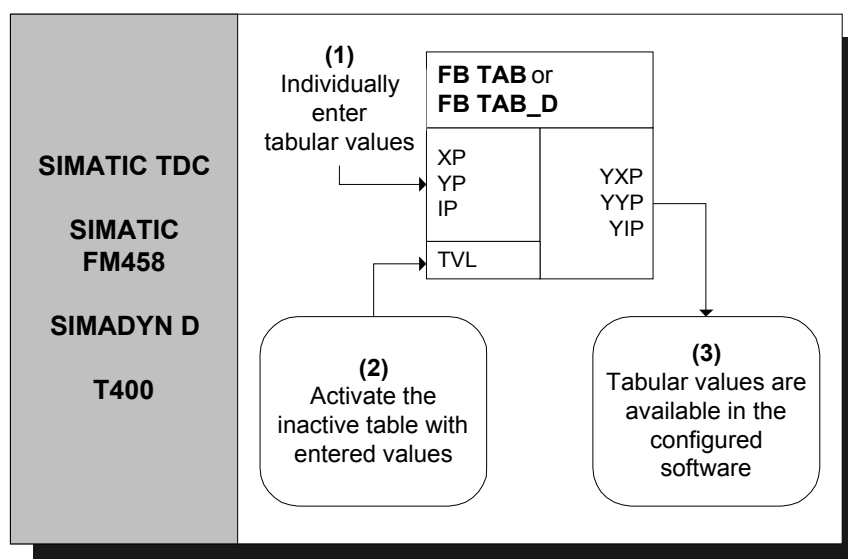 SIMATIC TDC
SIMATIC
FM458
SIMADYN D
T400
(1)
Individually
enter
tabular values
FB TAB or
FB TAB_D
XP
YP
IP
TVL
YXP
YYP
YIP
(2)
Activate the
inactive table with
entered values
(3)
Tabular values are
available in the
configured
software